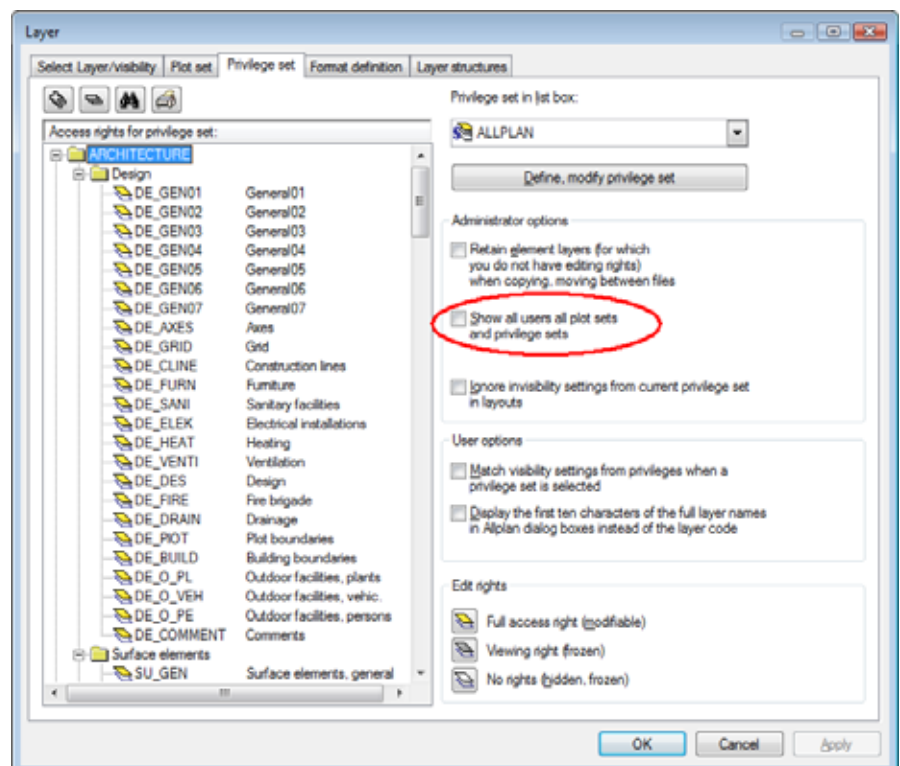 Layer
Select Layer/visibility Plot set Privilege set Format definition Layer structures
Access rights for privilege set:
ARCHITECTURE
Design
DE_GEN01 General01
DE_GEN02 General02
DE_GEN03 General03
DE_GEN04 General04
DE_GEN05 General05
DE_GEN06 General06
DE_GEN07 General07
DE_AXES Axes
DE_GRID Grid
DE_CLINE Construction lines
DE_FURN Furniture
DE_SANI Sanitary facilities
DE_ELEK Electrical installations
DE_HEAT Heating
DE_VENTI Ventilation
DE_DES Design
DE_FIRE Fire brigade
DE_DRAIN Drainage
DE_PlOT Plot boundaries
DE_BUILD Building boundaries
DE_O_PL Outdoor facilities, plants
DE_O_VEH Outdoor facilities, vehic.
DE_O_PE Outdoor facilities, persons
DE_COMMENT Comments
Surface elements
SU_GEN Surface elements, general
Privilege set in list box:
ALLPLAN
Define, modify privilege set
Administrator options
Retain element layers (for which
you do not have editing rights)
when copying, moving between files
Show all users all plot sets
and privilege sets
Ignore invisibility settings from current privilege set
in layouts
User options
Match visibility settings from privileges when a
privilege set is selected
Display the first ten characters of the full layer names
in Allplan dialog boxes instead of the layer code
Edit rights
Full access right (modifiable)
Viewing right (frozen)
No rights (hidden, frozen)
OK Cancel Apply